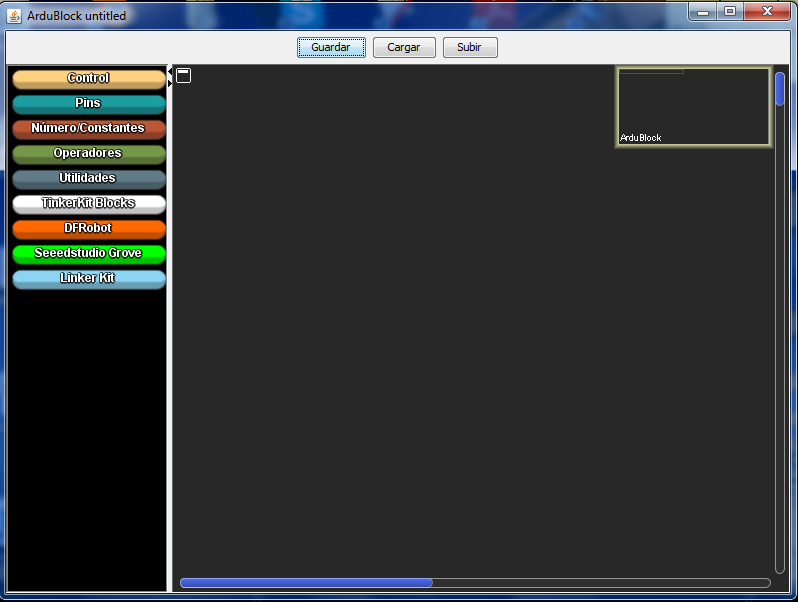 ArduBlock untitled
Guardar Cargar Subir
Control
Pins
Número/Constantes
Operadores
Utilidades
TinkerKit Blocks
DFRobot
Seeedstudio Grove
Linker Kit
ArduBlock